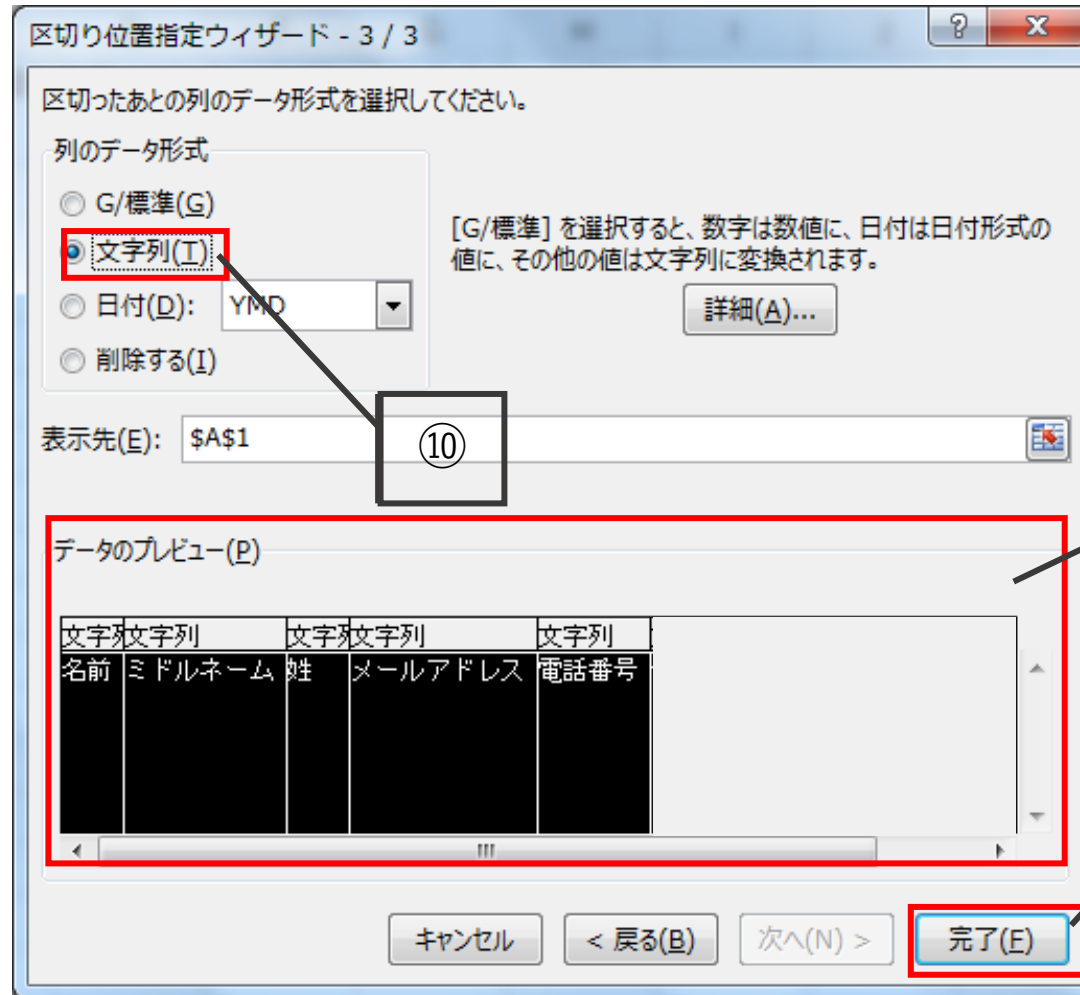 区切り位置指定ウィザード - 3 / 3
区切ったあとの列のデータ形式を選択してください。
列のデータ形式
G/標準(G)
文字列(T)
日付(D): YMD
削除する(I)
[G/標準] を選択すると、数字は数値に、日付は日付形式の
値に、その他の値は文字列に変換されます。
詳細(A)...
⑩
表示先(E): $A$1
データのプレビュー(P)
文字列 文字列 文字列 文字列 文字列
名前 ミドルネーム 姓 メールアドレス 電話番号
キャンセル < 戻る(B) 次へ(N) > 完了(F)